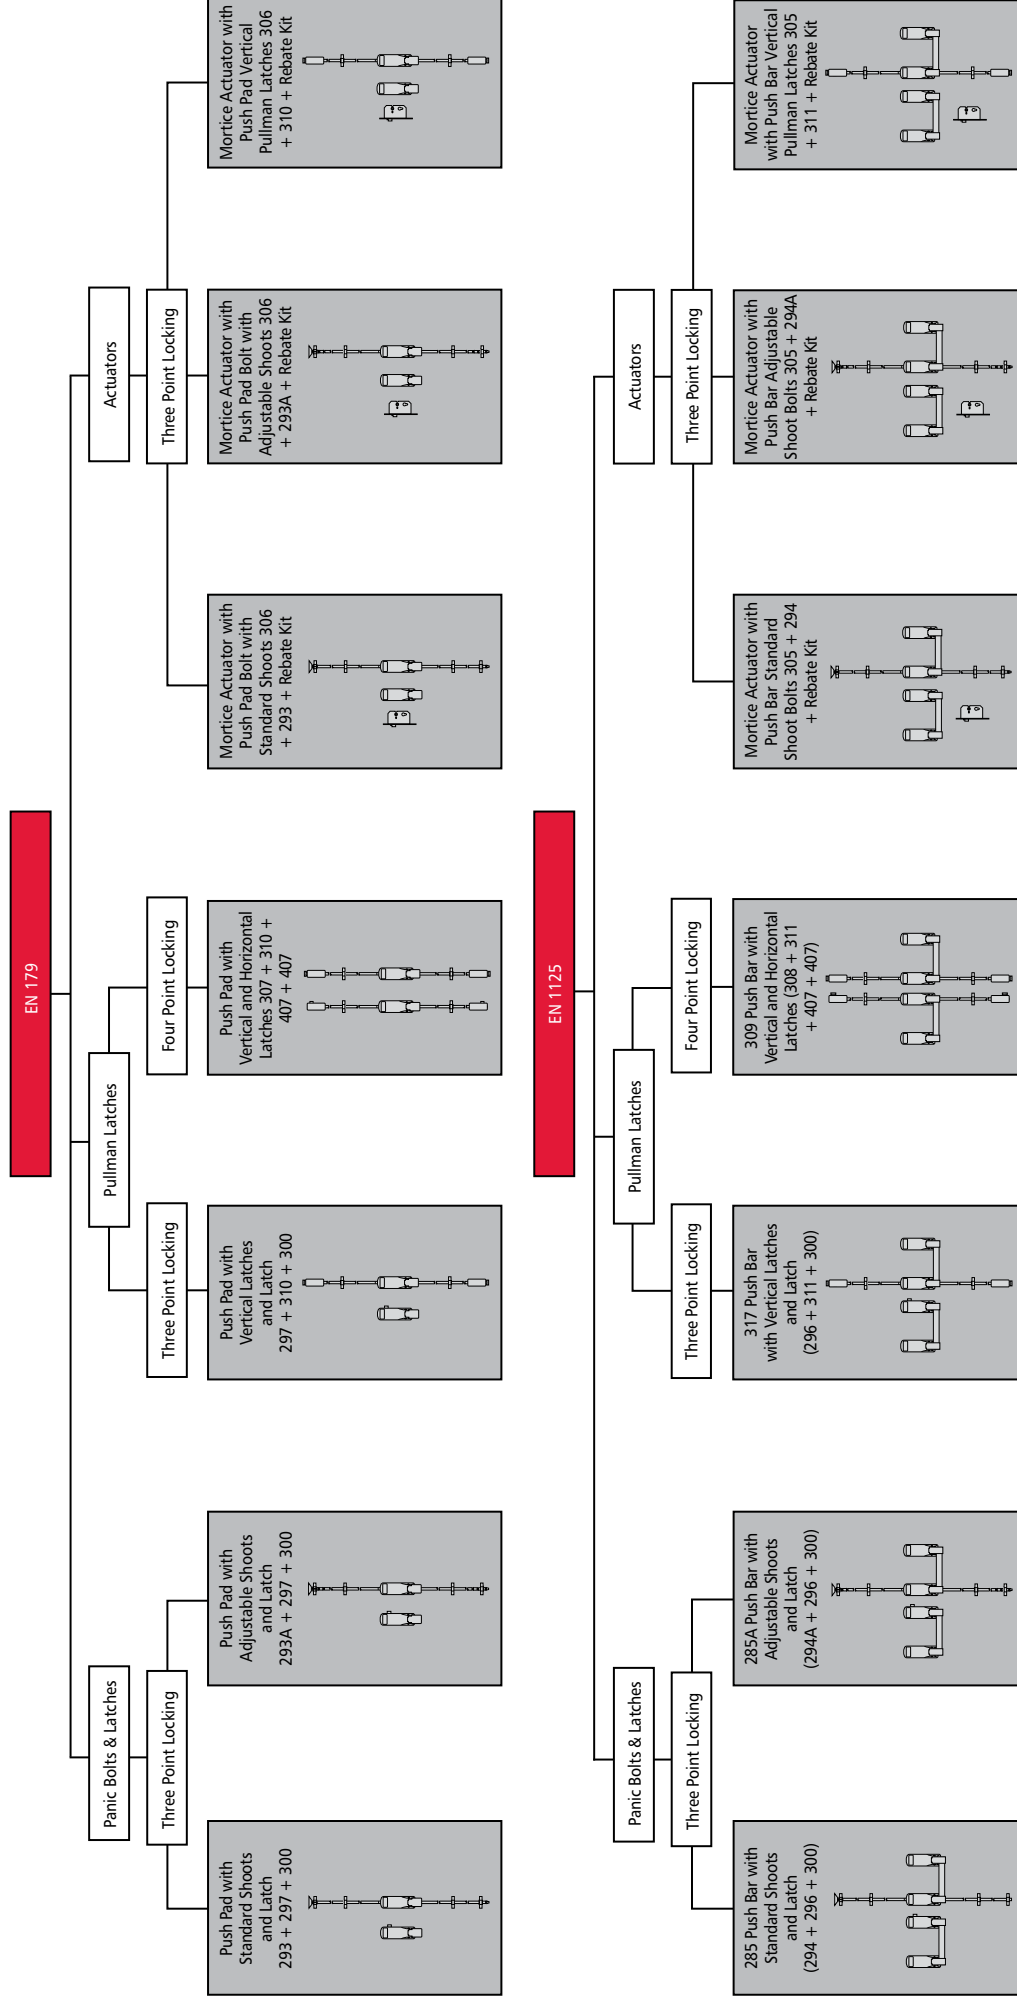 EN 179
Panic Bolts & Latches
Pullman Latches
Actuators
Three Point Locking
Three Point Locking
Four Point Locking
Three Point Locking
Push Pad with
Standard Shoots
and Latch
293 + 297 + 300
Push Pad with
Adjustable Shoots
and Latch
293A + 297 + 300
Push Pad with
Vertical Latches
and Latch
297 + 310 + 300
Push Pad with
Vertical and Horizontal
Latches 307 + 310 +
407 + 407
Mortice Actuator with
Push Pad Bolt with
Standard Shoots 306
+ 293 + Rebate Kit
Mortice Actuator with
Push Pad Bolt with
Adjustable Shoots 306
+ 293A + Rebate Kit
Mortice Actuator with
Push Pad Vertical
Pullman Latches 306
+ 310 + Rebate Kit
EN 1125
Panic Bolts & Latches
Pullman Latches
Actuators
Three Point Locking
Three Point Locking
Four Point Locking
Three Point Locking
285 Push Bar with
Standard Shoots
and Latch
(294 + 296 + 300)
285A Push Bar with
Adjustable Shoots
and Latch
(294A + 296 + 300)
317 Push Bar
with Vertical Latches
and Latch
(296 + 311 + 300)
309 Push Bar with
Vertical and Horizontal
Latches (308 + 311
+ 407 + 407)
Mortice Actuator with
Push Bar Standard
Shoot Bolts 305 + 294
+ Rebate Kit
Mortice Actuator with
Push Bar Adjustable
Shoot Bolts 305 + 294A
+ Rebate Kit
Mortice Actuator
with Push Bar Vertical
Pullman Latches 305
+ 311 + Rebate Kit